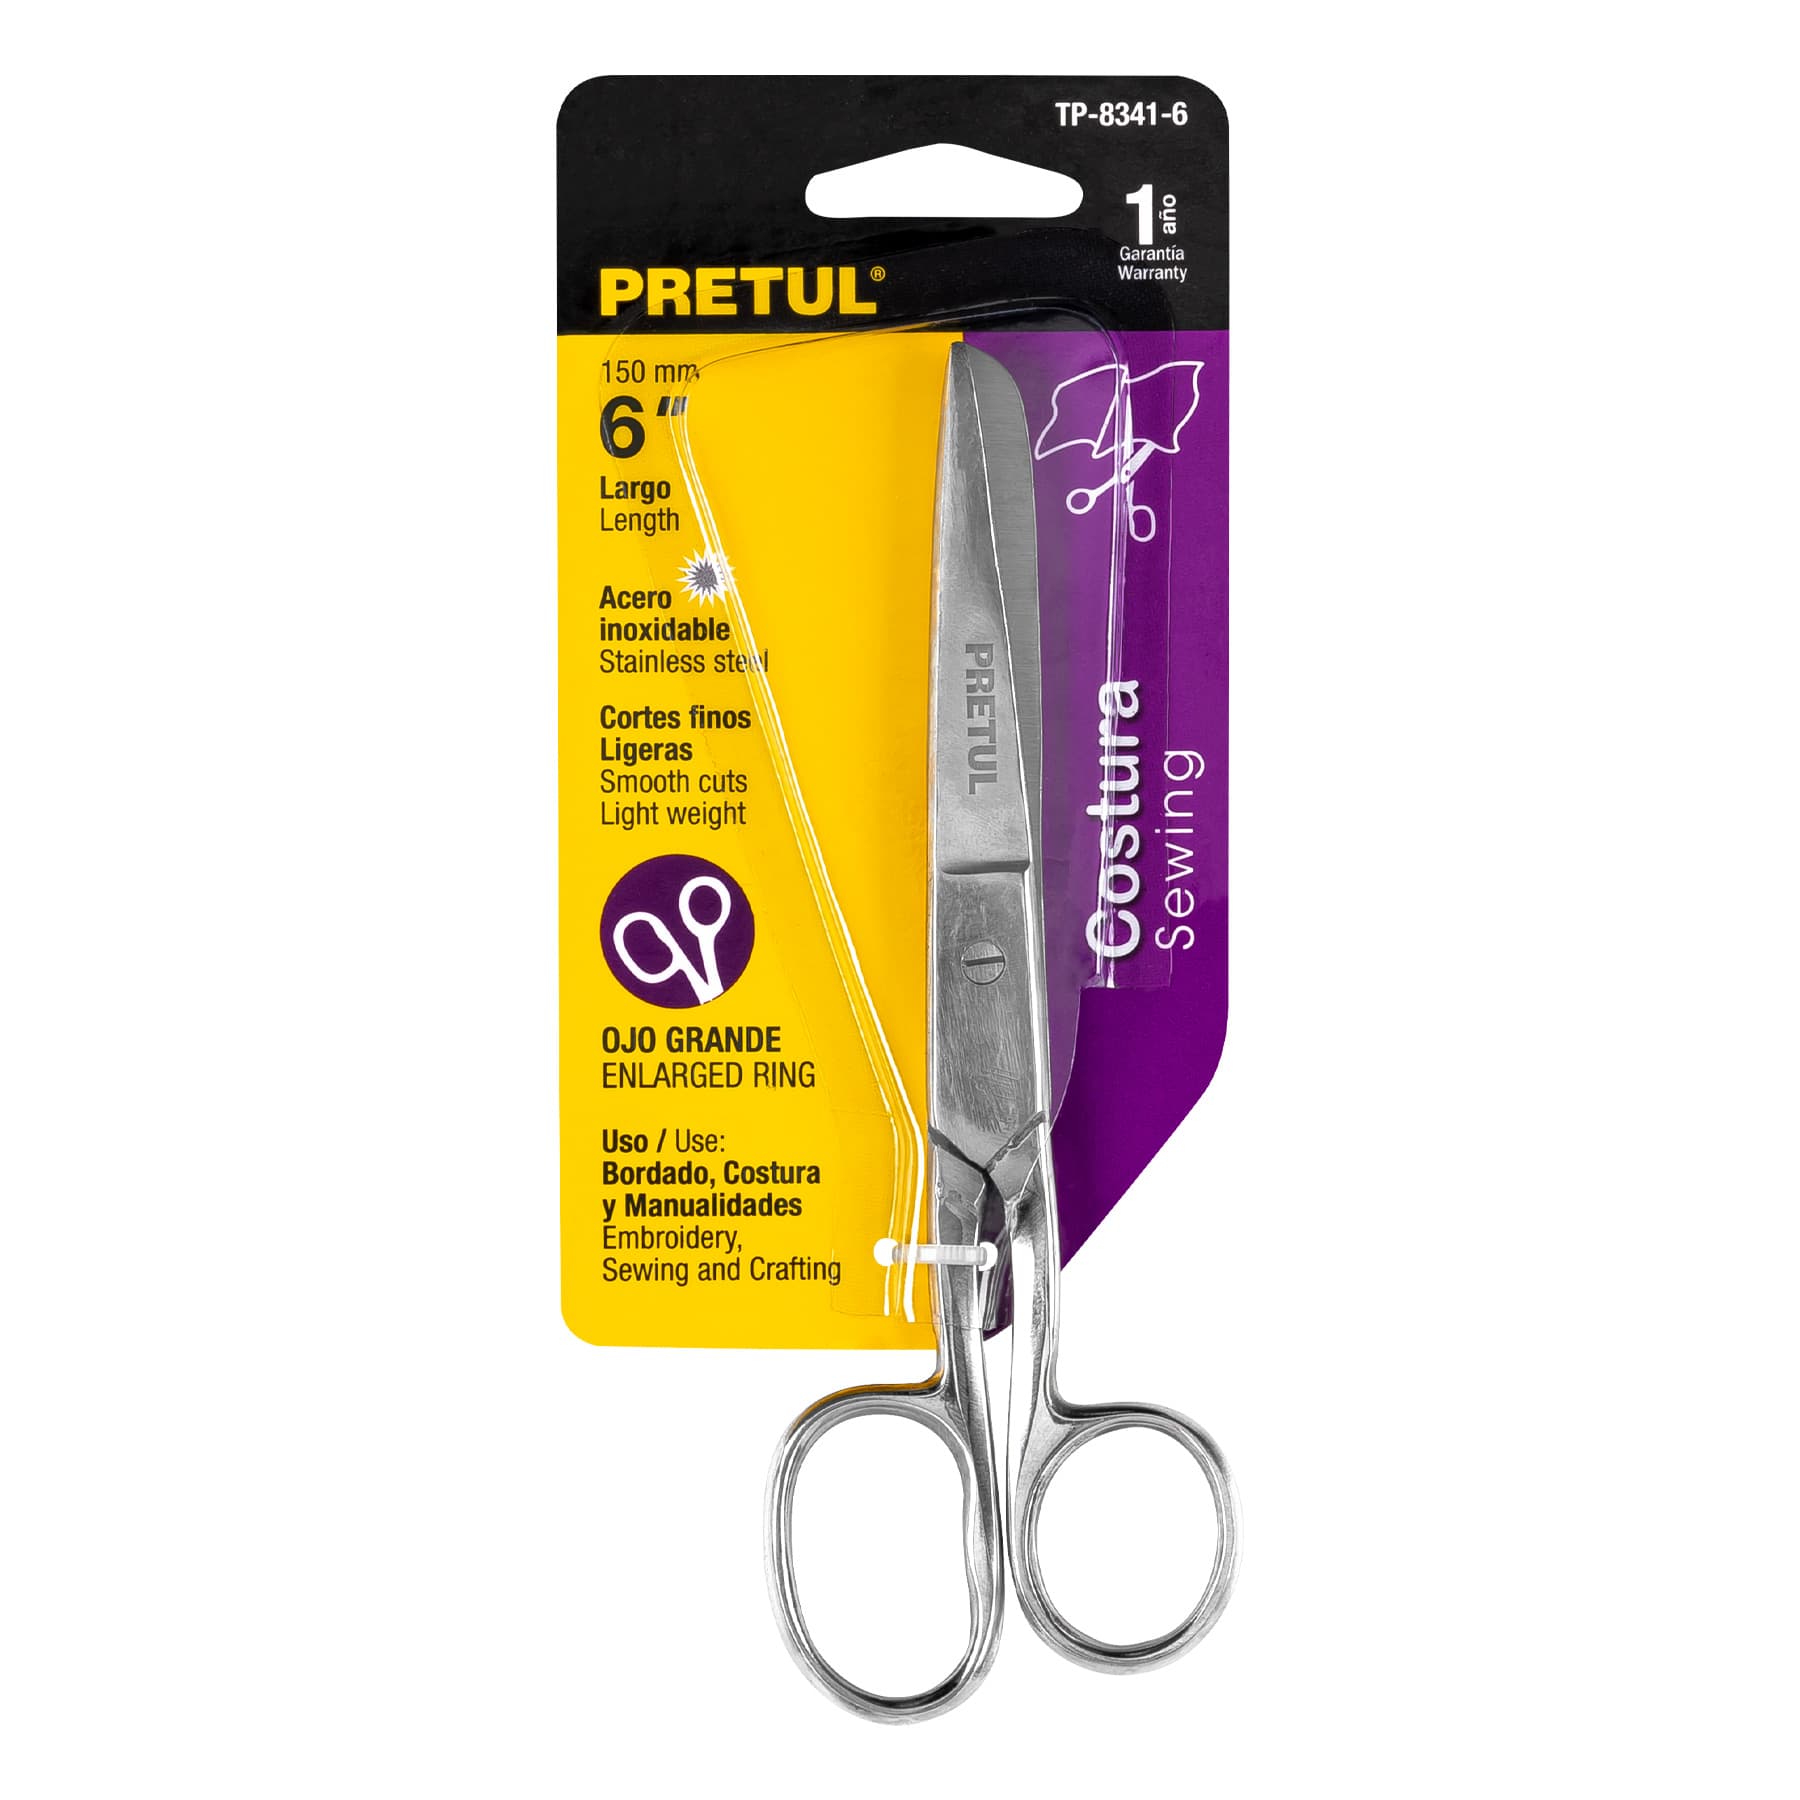 TP-8341-6
1 año
Garantía
Warranty
PRETUL®
150 mm
6"
Largo
Length
Acero
inoxidable
Stainless steel
Cortes finos
Ligeras
Smooth cuts
Light weight
OJO GRANDE
ENLARGED RING
Uso / Use:
Bordado, Costura
y Manualidades
Embroidery,
Sewing and Crafting
PRETUL
Costura
Sewing